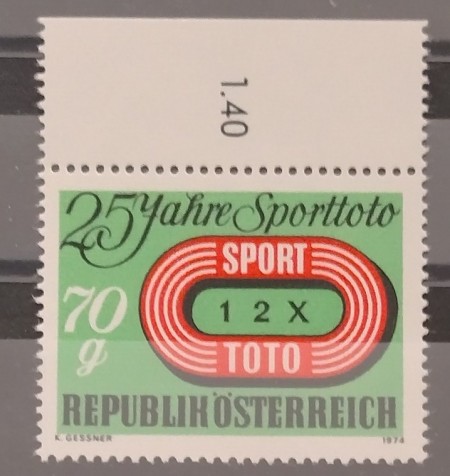 1.40
25 Jahre Sporttoto
SPORT
1 2 X
TOTO
70
g
REPUBLIK ÖSTERREICH
K. GESSNER 1974